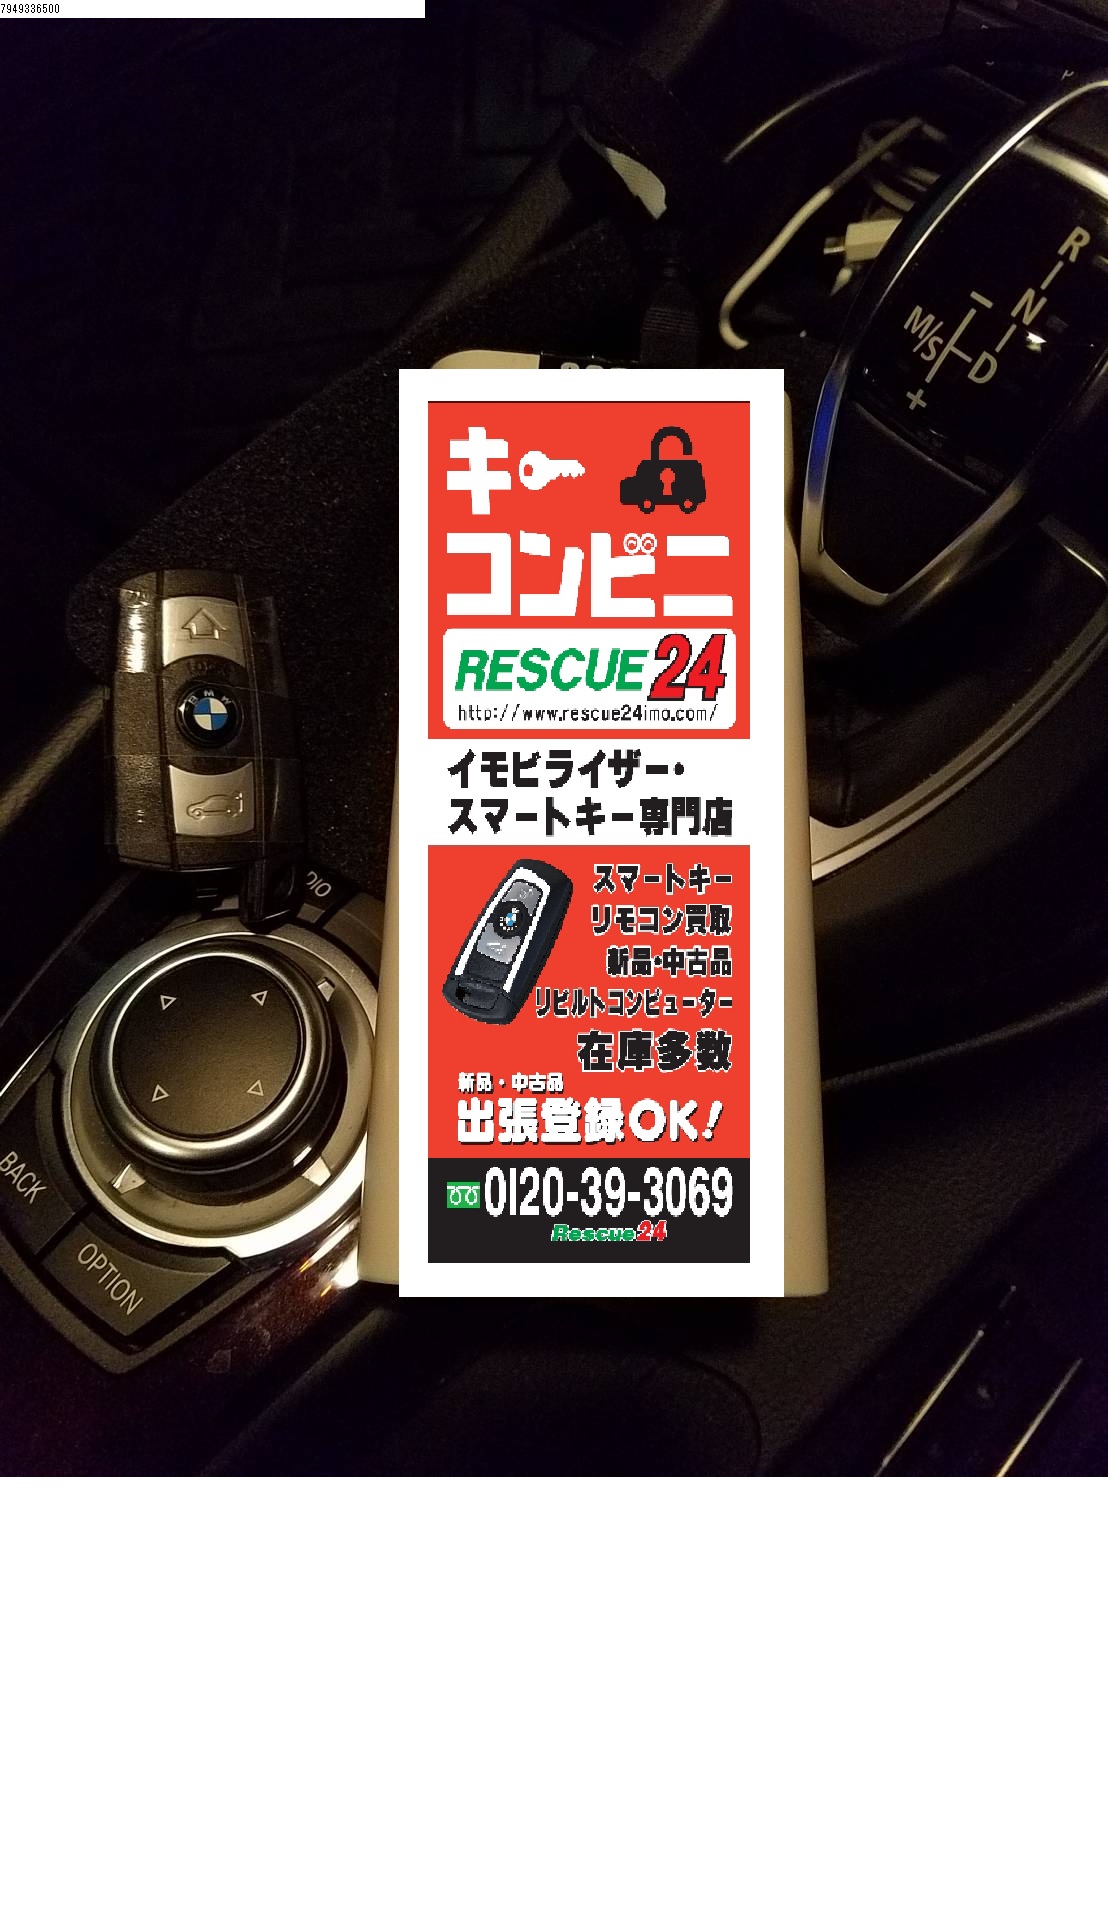 7949336500
R
N
D
M/S
+
キー
コンビニ
RESCUE24
http://www.rescue24imo.com/
イモビライザー・
スマートキー専門店
スマートキー
リモコン買取
新品・中古品
リビルトコンピューター
在庫多数
新品・中古品
出張登録OK!
0120-39-3069
Rescue24
BMW
DIO
BACK
OPTION